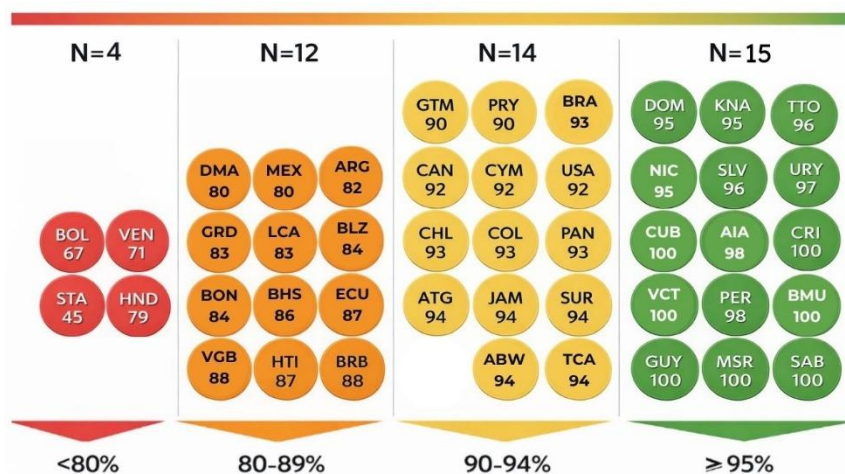 N=4
N=12
N=14
N=15
BOL
67
VEN
71
STA
45
HND
79
DMA
80
MEX
80
ARG
82
GRD
83
LCA
83
BLZ
84
BON
84
BHS
86
ECU
87
VGB
88
HTI
87
BRB
88
GTM
90
PRY
90
BRA
93
CAN
92
CYM
92
USA
92
CHL
93
COL
93
PAN
93
ATG
94
JAM
94
SUR
94
ABW
94
TCA
94
DOM
95
KNA
95
TTO
96
NIC
95
SLV
96
URY
97
CUB
100
AIA
98
CRI
100
VCT
100
PER
98
BMU
100
GUY
100
MSR
100
SAB
100
<80%
80-89%
90-94%
≥95%